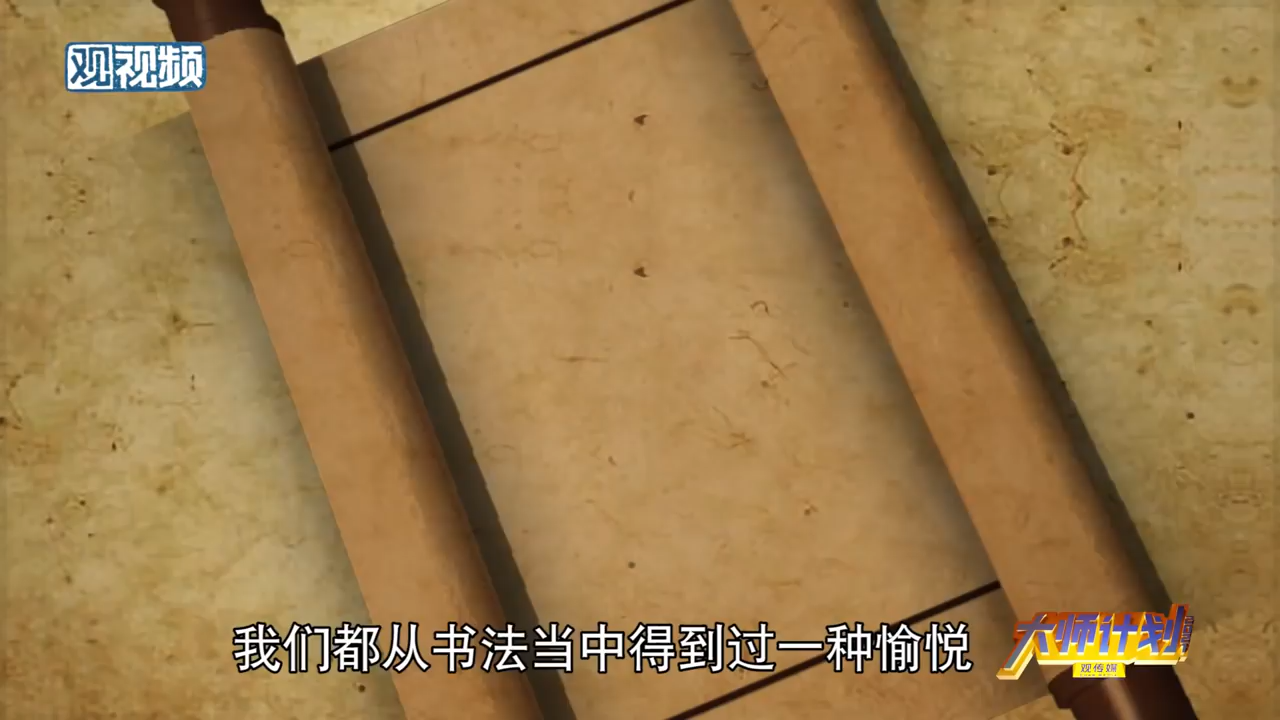 观视频
我们都从书法当中得到过一种愉悦
大师计划
观传媒